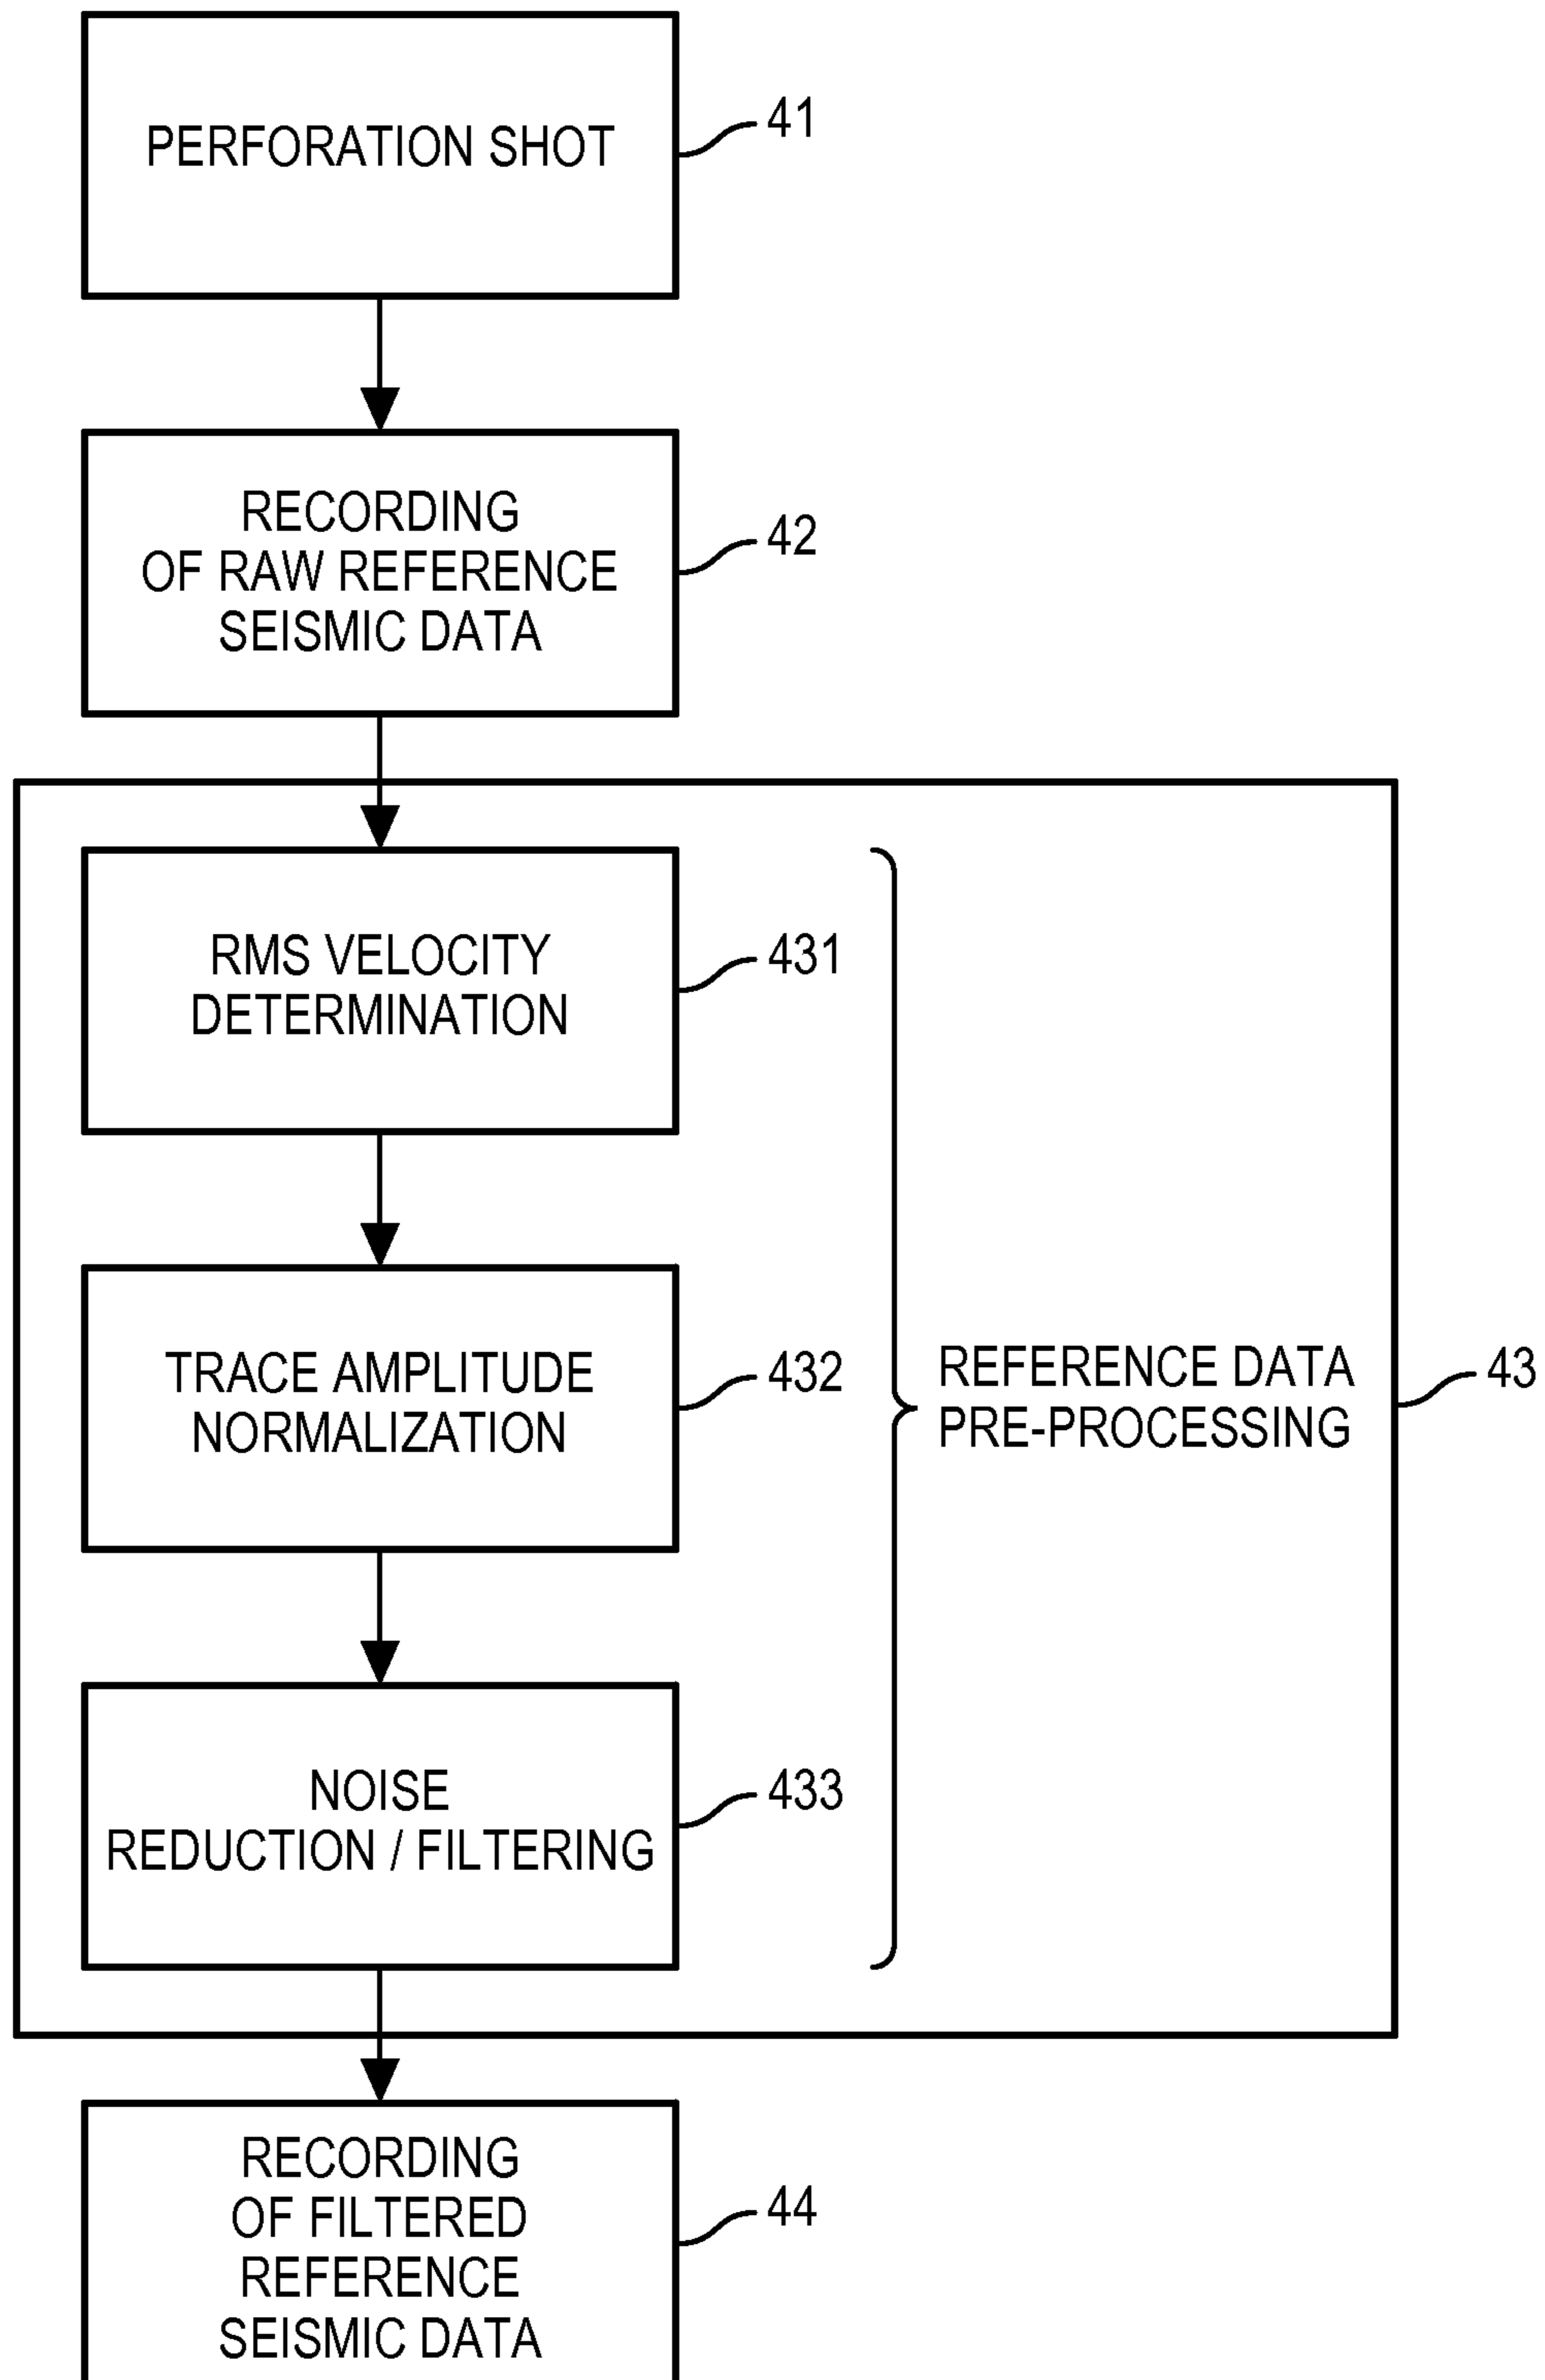 PERFORATION SHOT
41
RECORDING
OF RAW REFERENCE
SEISMIC DATA
42
RMS VELOCITY
DETERMINATION
431
TRACE AMPLITUDE
NORMALIZATION
432
REFERENCE DATA
PRE-PROCESSING
43
NOISE
REDUCTION / FILTERING
433
RECORDING
OF FILTERED
REFERENCE
SEISMIC DATA
44